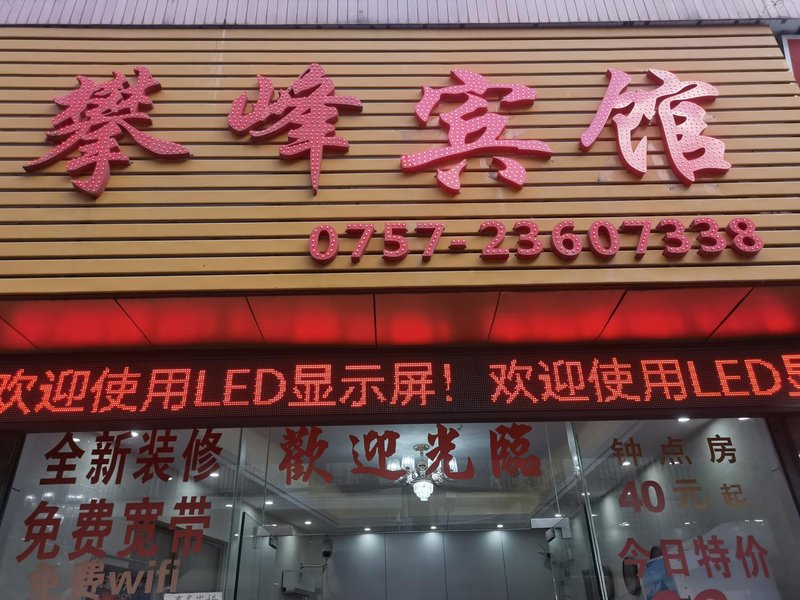 攀峰宾馆
0757-23607338
欢迎使用LED显示屏！欢迎使用LED显
全新装修
歡迎光臨
钟点房
40元起
免费宽带
今日特价
免费wifi